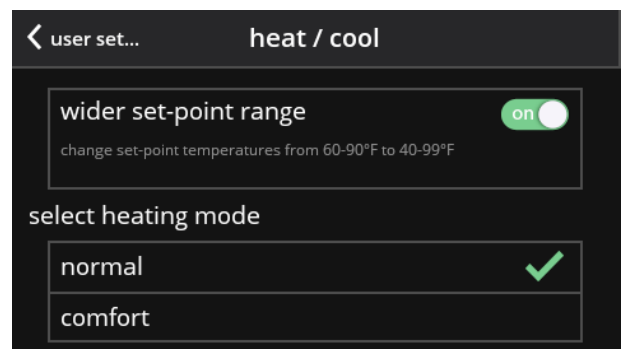 user set... heat / cool
wider set-point range on
change set-point temperatures from 60-90°F to 40-99°F
select heating mode
normal
comfort